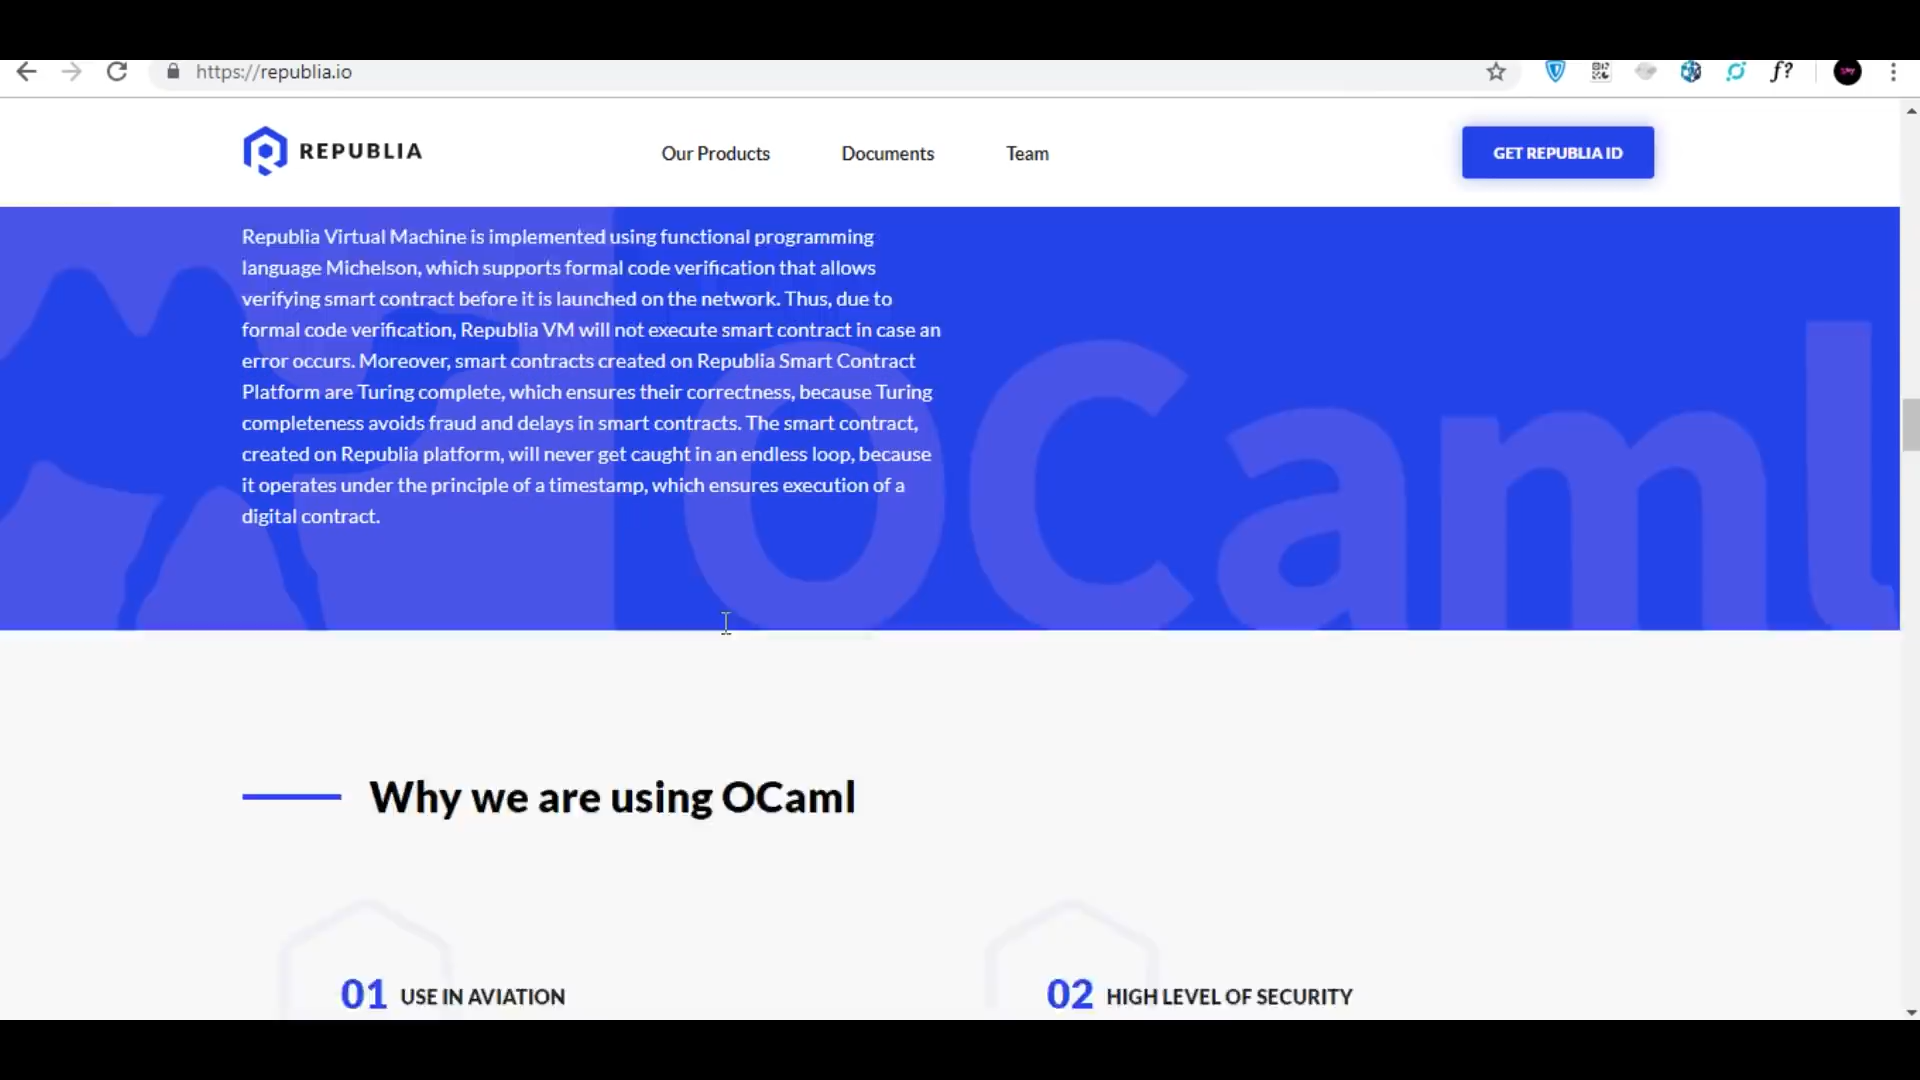 https://republia.io
f?
REPUBLIA
Our Products
Documents
Team
GET REPUBLIA ID
Republia Virtual Machine is implemented using functional programming
language Michelson, which supports formal code verification that allows
verifying smart contract before it is launched on the network. Thus, due to
formal code verification, Republia VM will not execute smart contract in case an
error occurs. Moreover, smart contracts created on Republia Smart Contract
Platform are Turing complete, which ensures their correctness, because Turing
completeness avoids fraud and delays in smart contracts. The smart contract,
created on Republia platform, will never get caught in an endless loop, because
it operates under the principle of a timestamp, which ensures execution of a
digital contract.
OCaml
Why we are using OCaml
01 USE IN AVIATION
02 HIGH LEVEL OF SECURITY